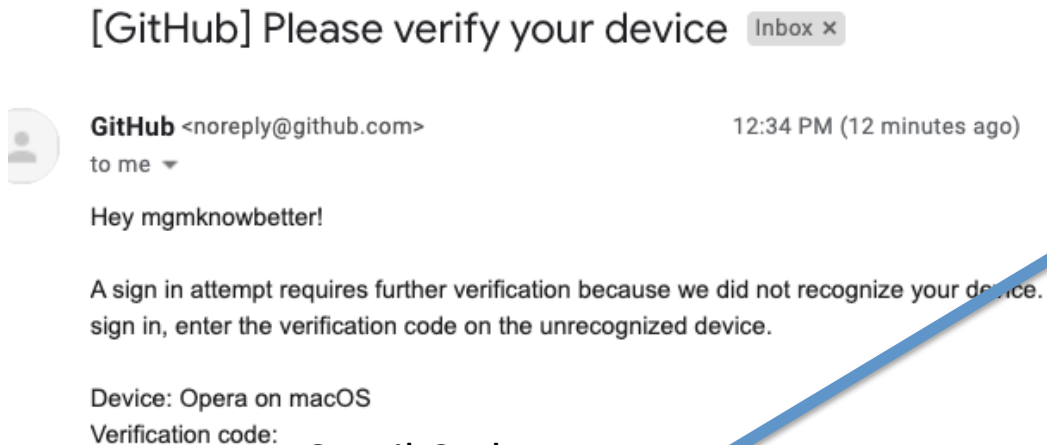 [GitHub] Please verify your device Inbox ×
GitHub <noreply@github.com> 12:34 PM (12 minutes ago)
to me
Hey mgmknowbetter!
A sign in attempt requires further verification because we did not recognize your device.
sign in, enter the verification code on the unrecognized device.
Device: Opera on macOS
Verification code: